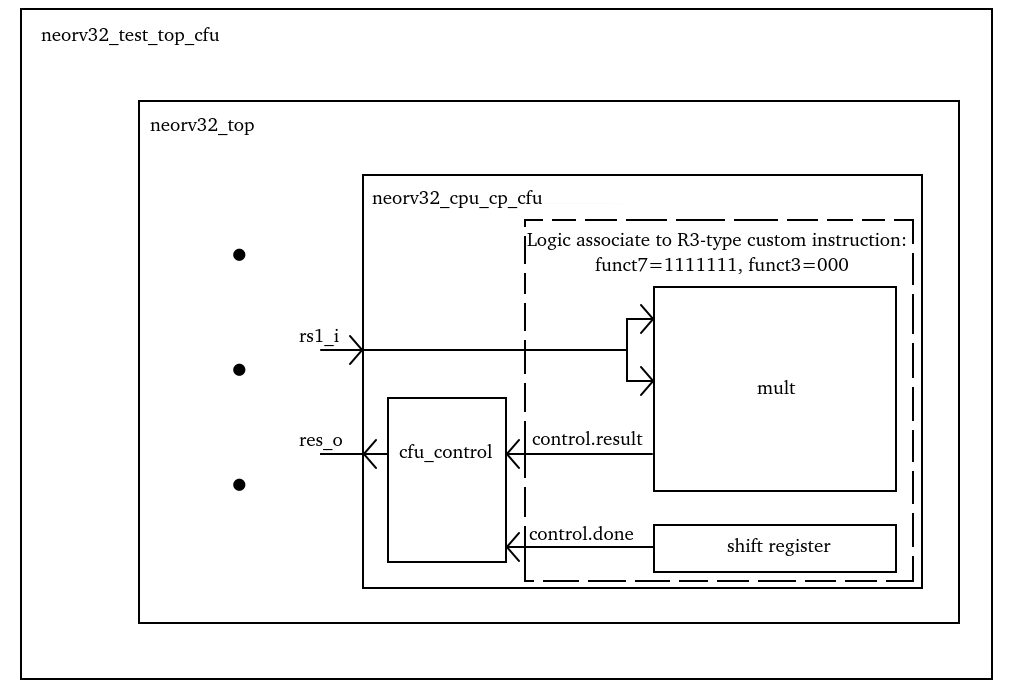 neorv32_test_top_cfu
neorv32_top
neorv32_cpu_cp_cfu
Logic associate to R3-type custom instruction:
funct7=1111111, funct3=000
rs1_i
mult
res_o
cfu_control
control.result
control.done
shift register